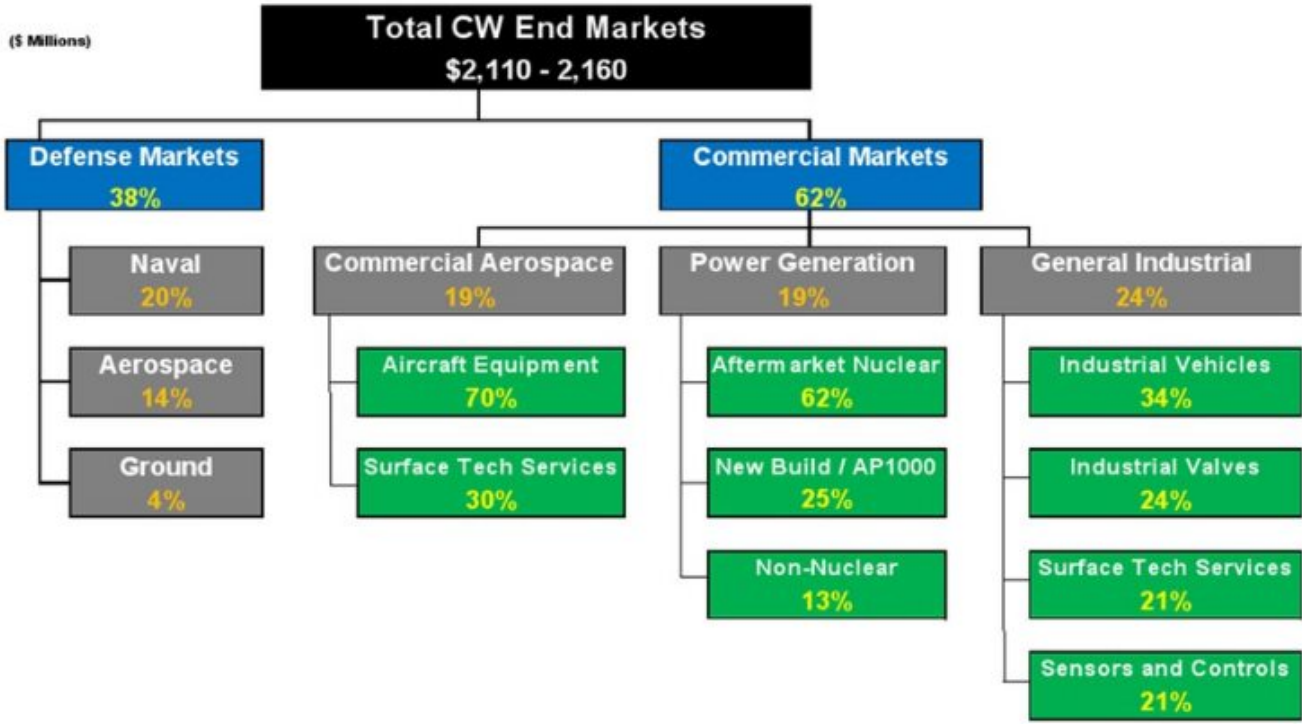 ($ Millions)
Total CW End Markets
$2,110 - 2,160
Defense Markets
38%
Commercial Markets
62%
Naval
20%
Aerospace
14%
Ground
4%
Commercial Aerospace
19%
Aircraft Equipment
70%
Surface Tech Services
30%
Power Generation
19%
Aftermarket Nuclear
62%
New Build / AP1000
25%
Non-Nuclear
13%
General Industrial
24%
Industrial Vehicles
34%
Industrial Valves
24%
Surface Tech Services
21%
Sensors and Controls
21%